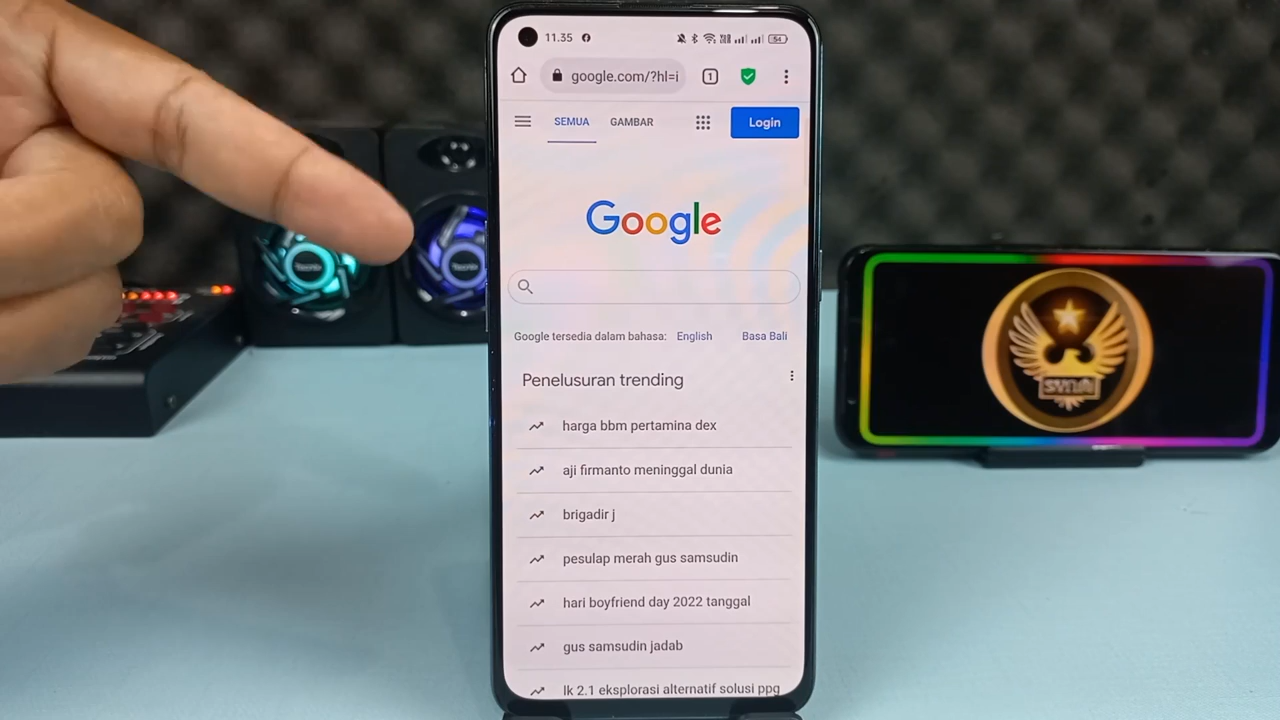 11.35
54
google.com/?hl=i
1
SEMUA GAMBAR Login
Google
Google tersedia dalam bahasa: English Basa Bali
Penelusuran trending
harga bbm pertamina dex
aji firmanto meninggal dunia
brigadir j
pesulap merah gus samsudin
hari boyfriend day 2022 tanggal
gus samsudin jadab
lk 2.1 eksplorasi alternatif solusi ppg